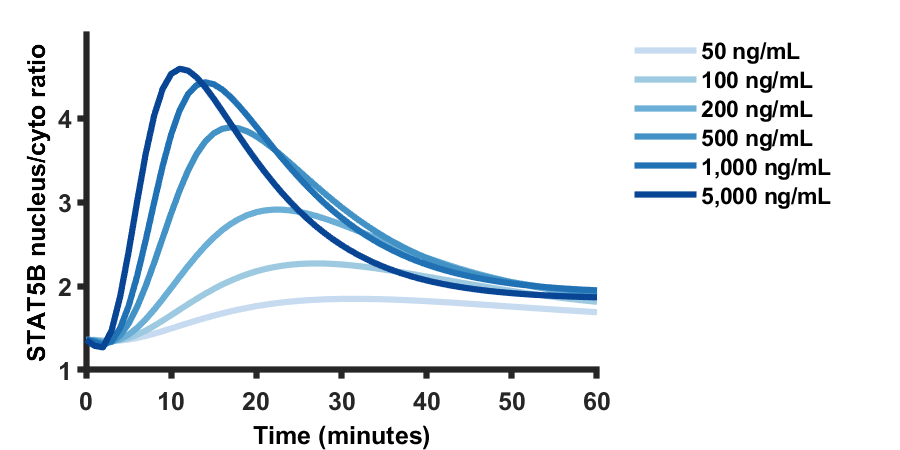 STAT5B nucleus/cyto ratio
4
3
2
1
0 10 20 30 40 50 60
Time (minutes)
50 ng/mL
100 ng/mL
200 ng/mL
500 ng/mL
1,000 ng/mL
5,000 ng/mL